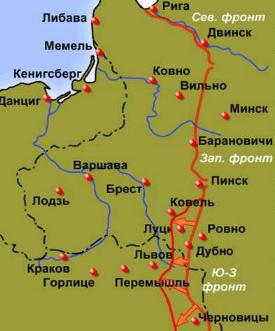 Рига
Либава
Сев. фронт
Двинск
Мемель
Ковно
Кенигсберг
Вильно
Данциг
Минск
Барановичи
Зап. фронт
Варшава
Пинск
Брест
Лодзь
Ковель
Луцк
Ровно
Дубно
Львов
Ю-З
фронт
Краков
Горлице
Перемышль
Черновицы